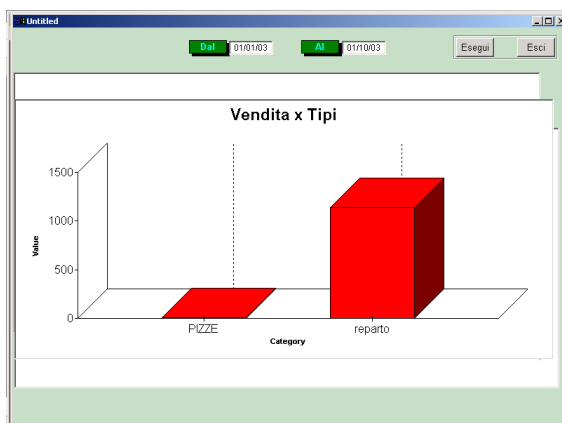 Untitled
Dal 01/01/03 Al 01/10/03 Esegui Esci
Vendita x Tipi
1500
1000
500
0
Value
PIZZE reparto
Category